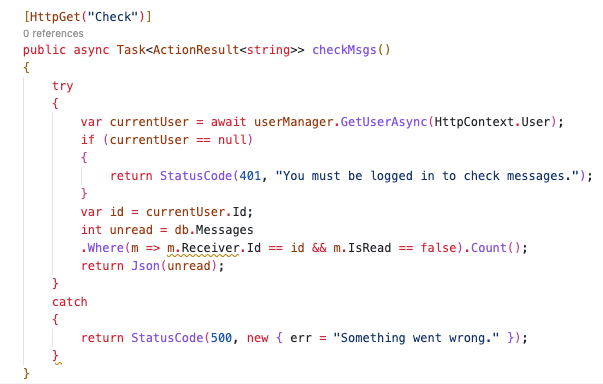 [HttpGet("Check")]
0 references
public async Task<ActionResult<string>> checkMsgs()
{
try
{
var currentUser = await userManager.GetUserAsync(HttpContext.User);
if (currentUser == null)
{
return StatusCode(401, "You must be logged in to check messages.");
}
var id = currentUser.Id;
int unread = db.Messages
.Where(m => m.Receiver.Id == id && m.IsRead == false).Count();
return Json(unread);
}
catch
{
return StatusCode(500, new { err = "Something went wrong." });
}
}